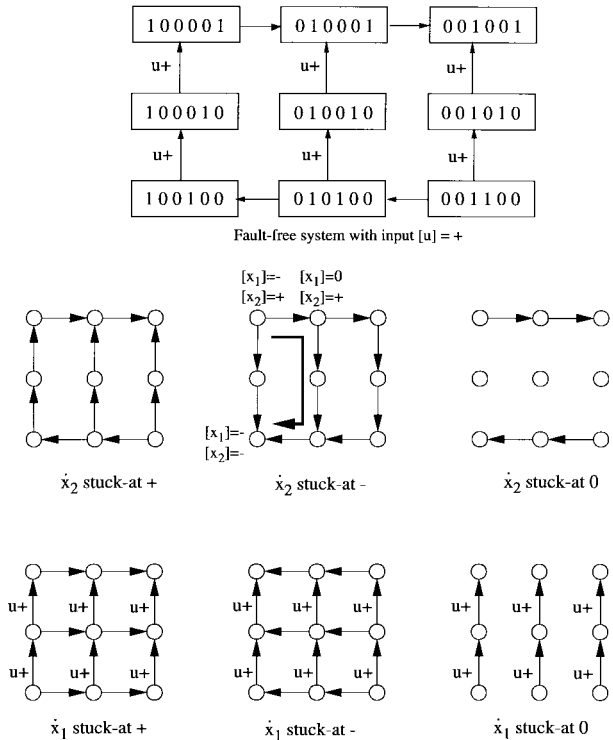 100001 010001 001001
u+ u+ u+
100010 010010 001010
u+ u+ u+
100100 010100 001100
Fault-free system with input [u] = +
[x₁]=- [x₁]=0
[x₂]=+ [x₂]=+
[x₁]=-
[x₂]=-
ẋ₂ stuck-at + ẋ₂ stuck-at - ẋ₂ stuck-at 0
u+ u+ u+ u+ u+ u+ u+ u+ u+
u+ u+ u+ u+ u+ u+ u+ u+ u+
ẋ₁ stuck-at + ẋ₁ stuck-at - ẋ₁ stuck-at 0